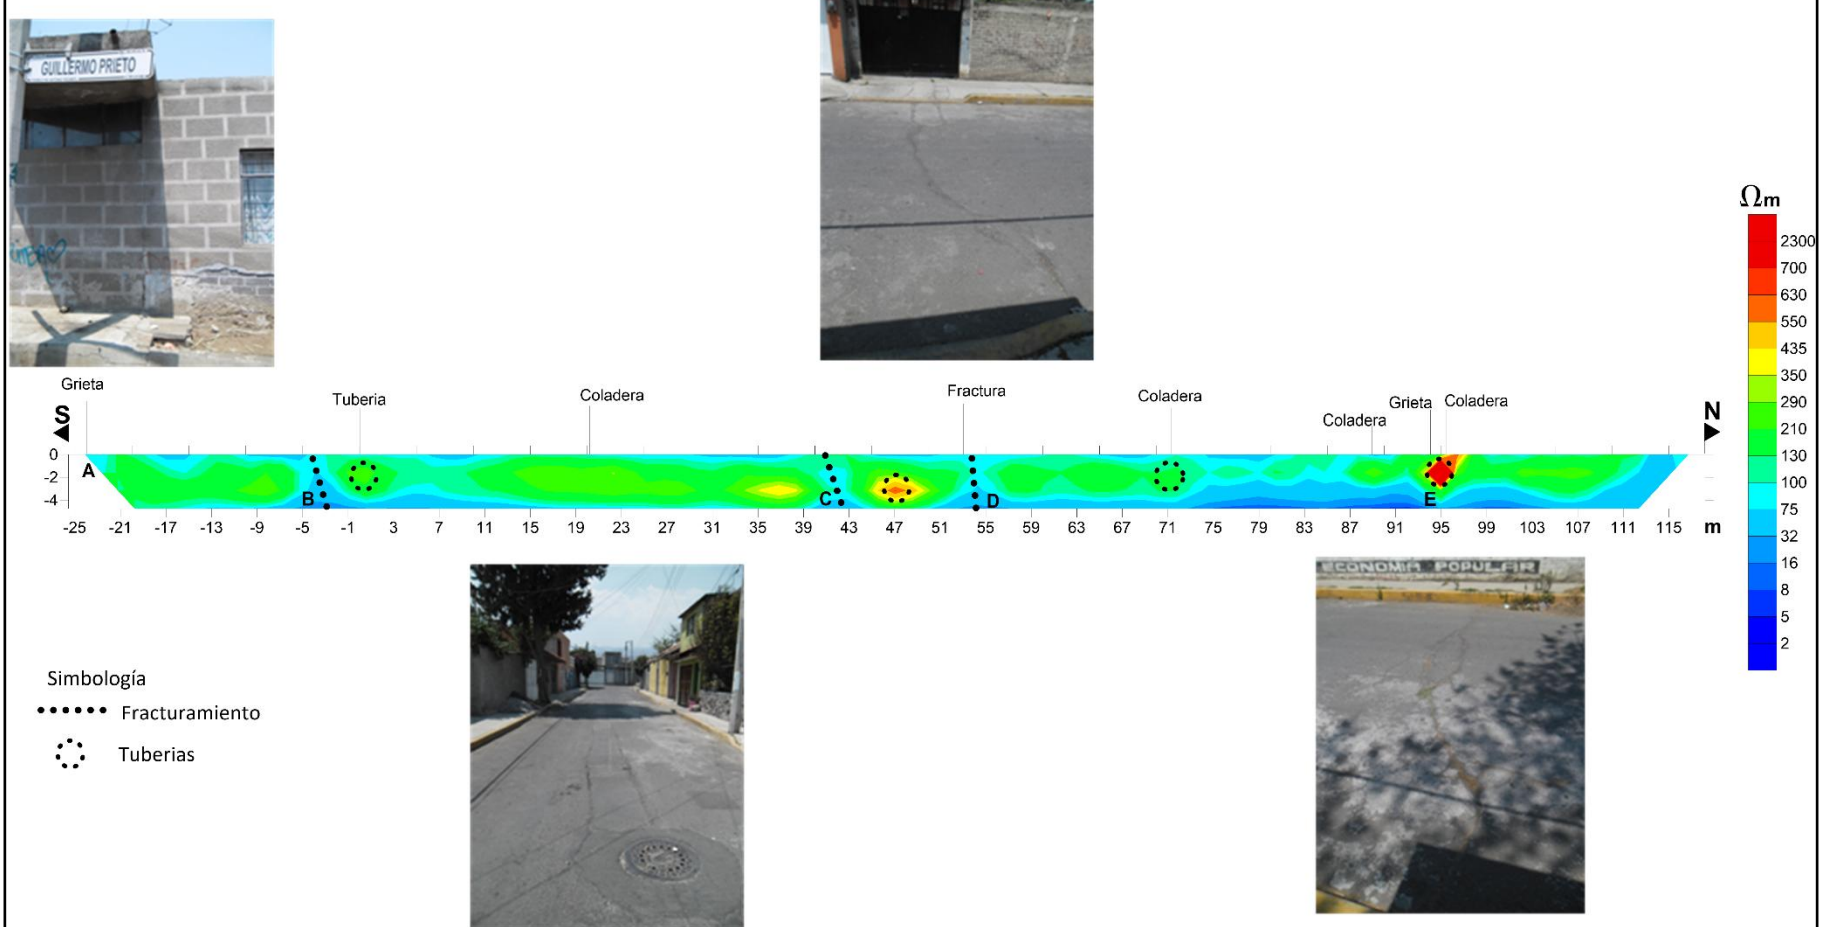 GUILLERMO PRIETO
Ωm
2300
700
630
550
435
350
290
210
130
100
75
32
16
8
5
2
Grieta
Tuberia
Coladera
Fractura
Coladera
Coladera
Grieta
Coladera
S
N
0
-2
-4
A
B
C
D
E
-25 -21 -17 -13 -9 -5 -1 3 7 11 15 19 23 27 31 35 39 43 47 51 55 59 63 67 71 75 79 83 87 91 95 99 103 107 111 115 m
ECONOMIA POPULAR
Simbología
Fracturamiento
Tuberias